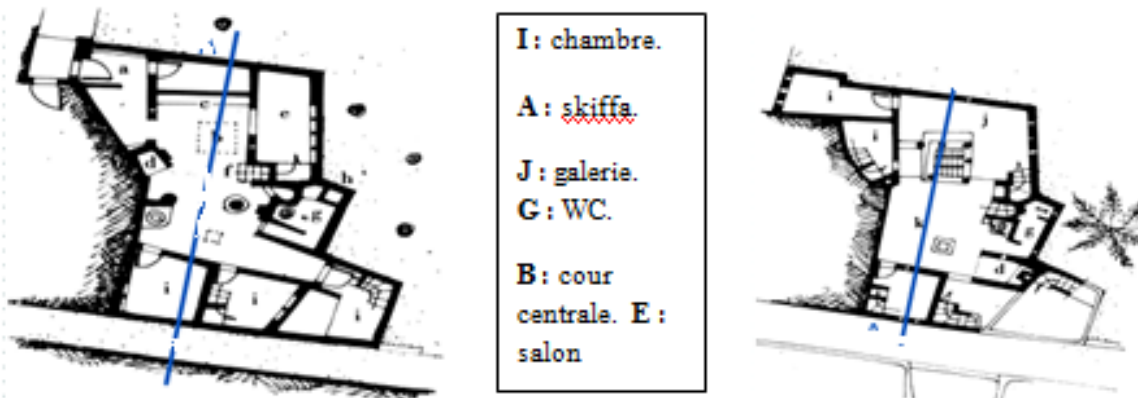 I : chambre.
A : skiffa.
J : galerie.
G : WC.
B : cour
centrale. E :
salon
a
c
e
b
d
f
h
g
i
i
i
i
j
i
g
d
A